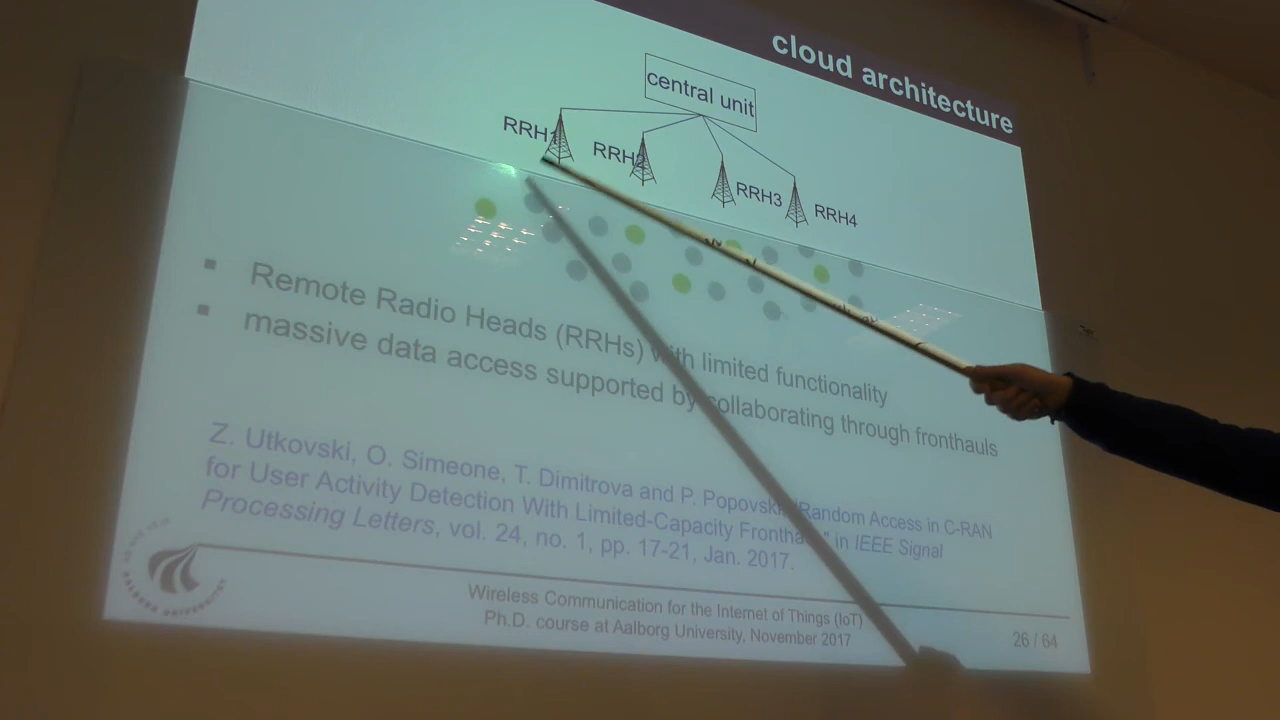 cloud architecture
central unit
RRH1
RRH2
RRH3
RRH4
Remote Radio Heads (RRHs) with limited functionality
massive data access supported by collaborating through fronthauls
Z. Utkovski, O. Simeone, T. Dimitrova and P. Popovski, "Random Access in C-RAN
for User Activity Detection With Limited-Capacity Fronthaul," in IEEE Signal
Processing Letters, vol. 24, no. 1, pp. 17-21, Jan. 2017.
Wireless Communication for the Internet of Things (IoT)
Ph.D. course at Aalborg University, November 2017
26 / 64